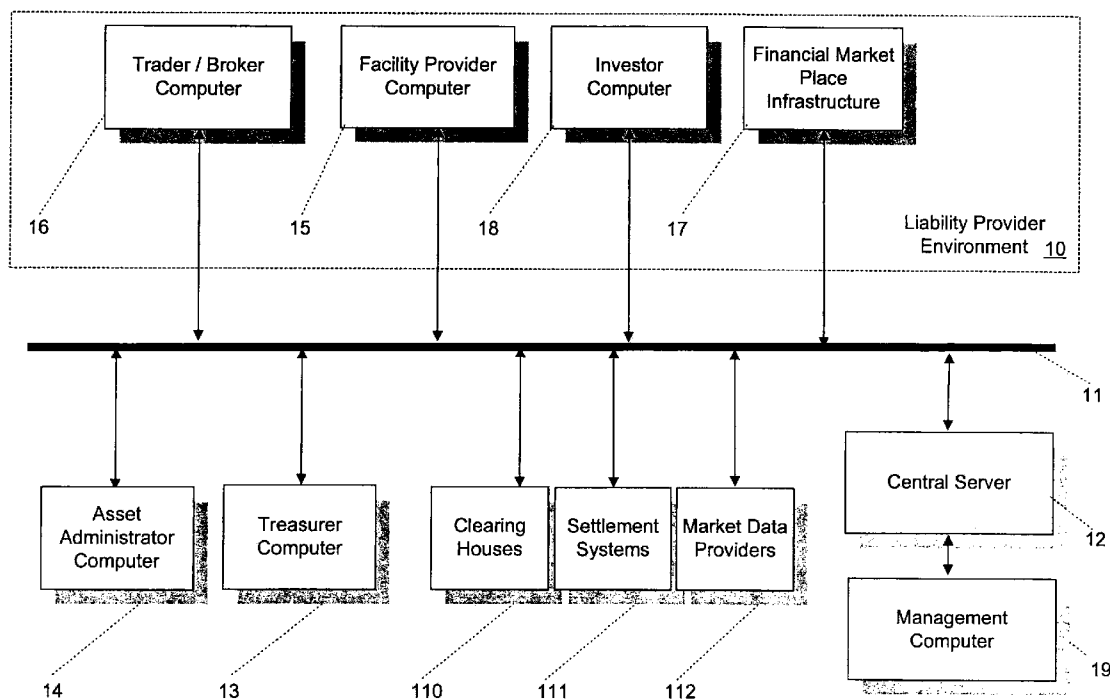 Trader / Broker
Computer
Facility Provider
Computer
Investor
Computer
Financial Market
Place
Infrastructure
16
15
18
17
Liability Provider
Environment 10
11
Asset
Administrator
Computer
Treasurer
Computer
Clearing
Houses
Settlement
Systems
Market Data
Providers
Central Server
12
Management
Computer
14
13
110
111
112
19